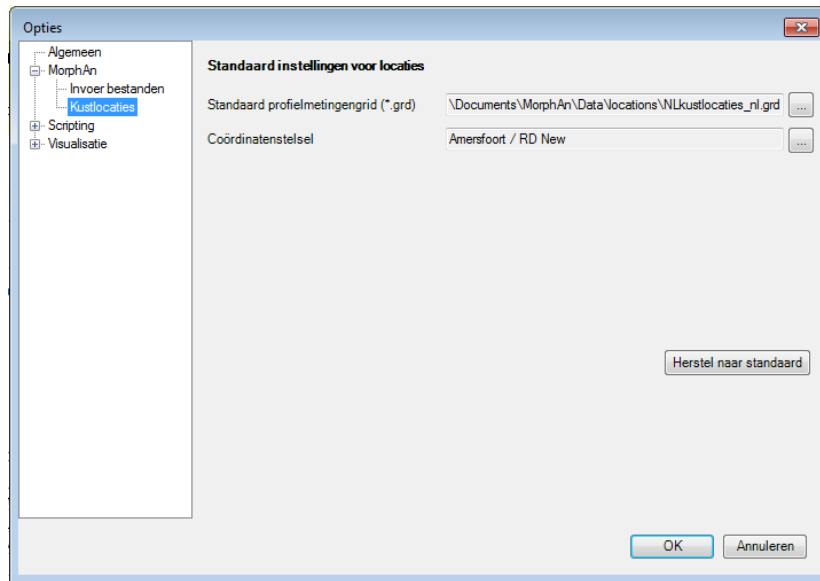 Opties
Algemeen
MorphAn
Invoer bestanden
Kustlocaties
Scripting
Visualisatie
Standaard instellingen voor locaties
Standaard profielmetingengrid (*.grd) \Documents\MorphAn\Data\locations\NLkustlocaties_nl.grd ...
Coördinatenstelsel Amersfoort / RD New ...
Herstel naar standaard
OK Annuleren